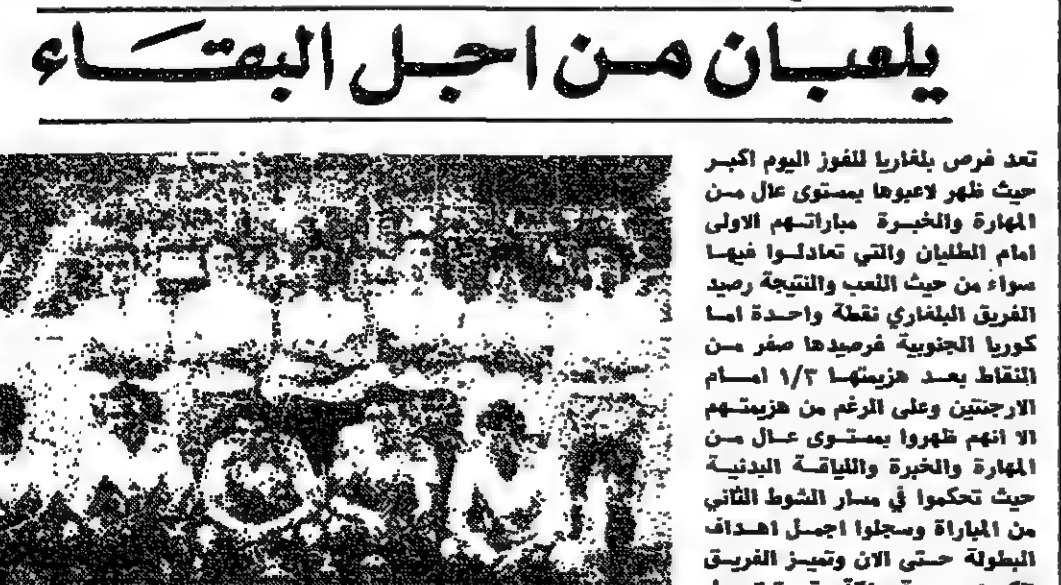 يلعبان من اجل البقاء
تعد فرص بلغاريا للفوز اليوم اكبر
حيث ظهر لاعبوها بمستوى عال من
المهارة والخبرة مباراتهم الاولى
امام الطليان والتي تعادلوا فيها
سواء من حيث اللعب والنتيجة رصيد
الفريق البلغاري نقطة واحدة اما
كوريا الجنوبية فرصيدها صفر من
النقاط بعد هزيمتها ١/٣ امام
الارجنتين وعلى الرغم من هزيمتهم
الا انهم ظهروا بمستوى عال من
المهارة والخبرة واللياقة البدنية
حيث تحكموا في مسار الشوط الثاني
من المباراة وسجلوا اجمل اهداف
البطولة حتى الان وتميز الفريق